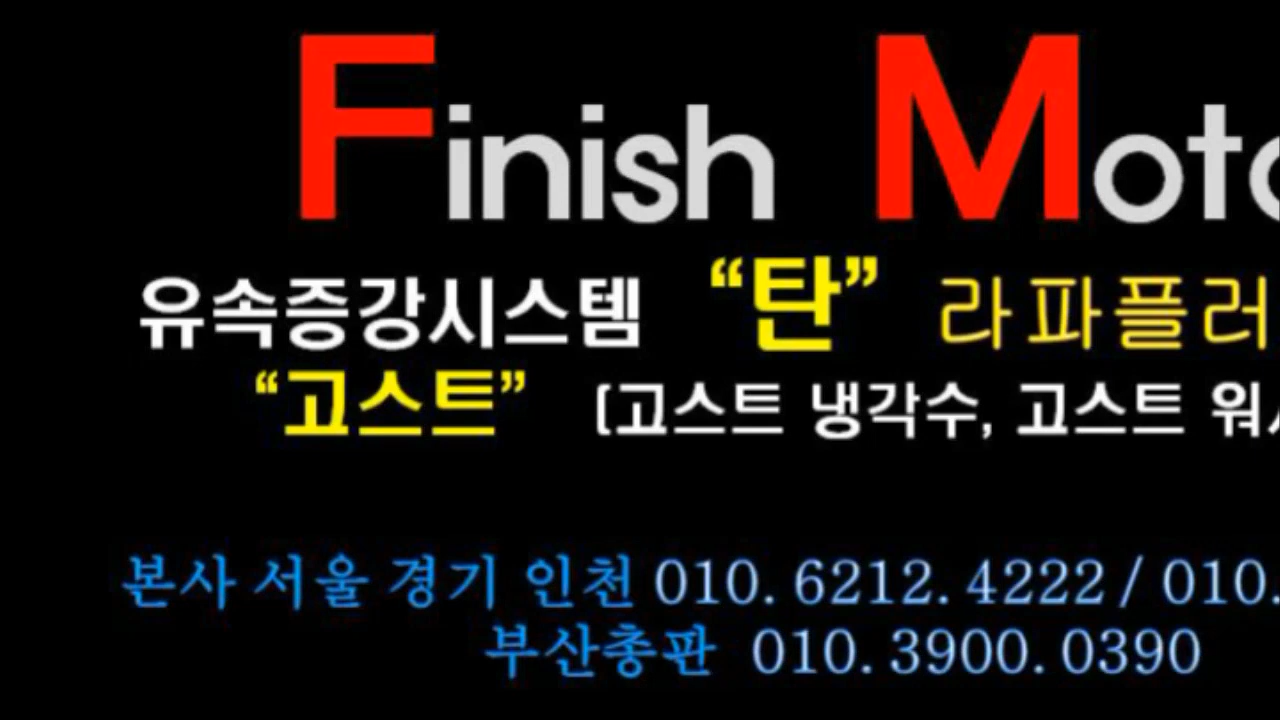 Finish Moto
유속증강시스템 “탄” 라파플러
“고스트” [고스트 냉각수, 고스트 워
본사 서울 경기 인천 010. 6212. 4222 / 010.
부산총판 010. 3900. 0390